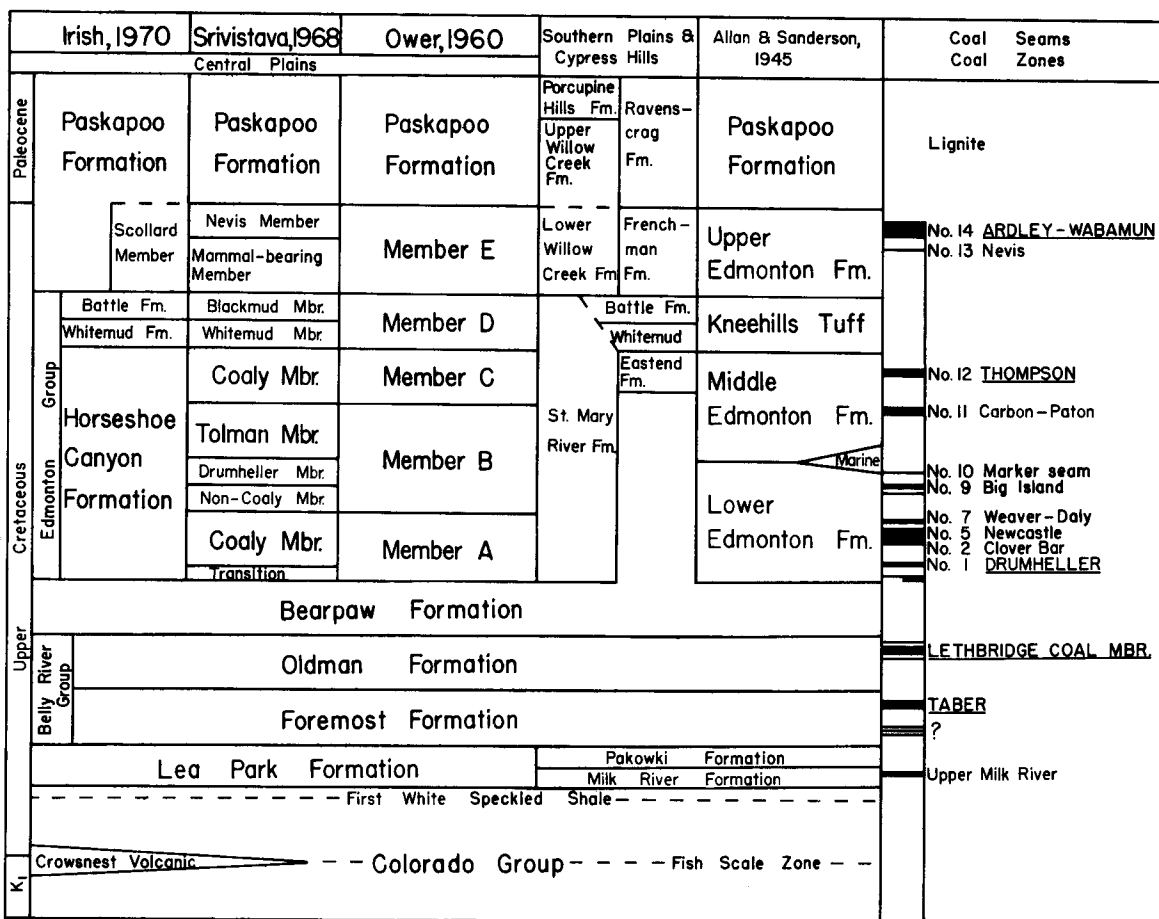 Irish, 1970
Srivistava, 1968
Ower, 1960
Central Plains
Southern Plains &
Cypress Hills
Allan & Sanderson,
1945
Coal Seams
Coal Zones
Paleocene
Upper Cretaceous
K1
Paskapoo
Formation
Scollard
Member
Edmonton Group
Battle Fm.
Whitemud Fm.
Horseshoe
Canyon
Formation
Paskapoo
Formation
Nevis Member
Mammal-bearing
Member
Blackmud Mbr.
Whitemud Mbr.
Coaly Mbr.
Tolman Mbr.
Drumheller Mbr.
Non-Coaly Mbr.
Coaly Mbr.
Transition
Paskapoo
Formation
Member E
Member D
Member C
Member B
Member A
Porcupine
Hills Fm.
Upper
Willow
Creek
Fm.
Lower
Willow
Creek Fm
St. Mary
River Fm.
Ravens-
crag
Fm.
French-
man
Fm.
Battle Fm.
Whitemud
Eastend
Fm.
Paskapoo
Formation
Upper
Edmonton Fm.
Kneehills Tuff
Middle
Edmonton Fm.
Marine
Lower
Edmonton Fm.
Bearpaw Formation
Belly River
Group
Oldman Formation
Foremost Formation
Lea Park Formation
Pakowki Formation
Milk River Formation
First White Speckled Shale
Crowsnest Volcanic
Colorado Group
Fish Scale Zone
Lignite
No. 14 ARDLEY-WABAMUN
No. 13 Nevis
No. 12 THOMPSON
No. 11 Carbon-Paton
No. 10 Marker seam
No. 9 Big Island
No. 7 Weaver-Daly
No. 5 Newcastle
No. 2 Clover Bar
No. 1 DRUMHELLER
LETHBRIDGE COAL MBR.
TABER
?
Upper Milk River